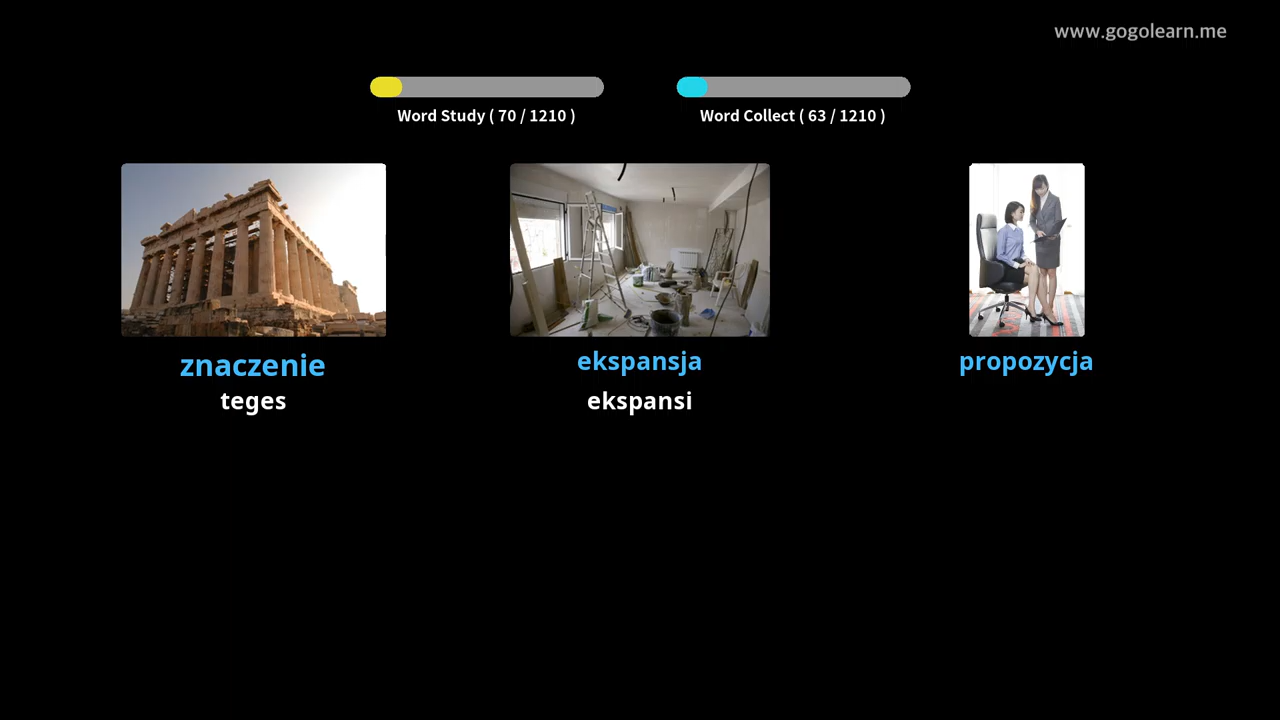 www.gogolearn.me
Word Study ( 70 / 1210 )
Word Collect ( 63 / 1210 )
znaczenie
teges
ekspansja
ekspansi
propozycja